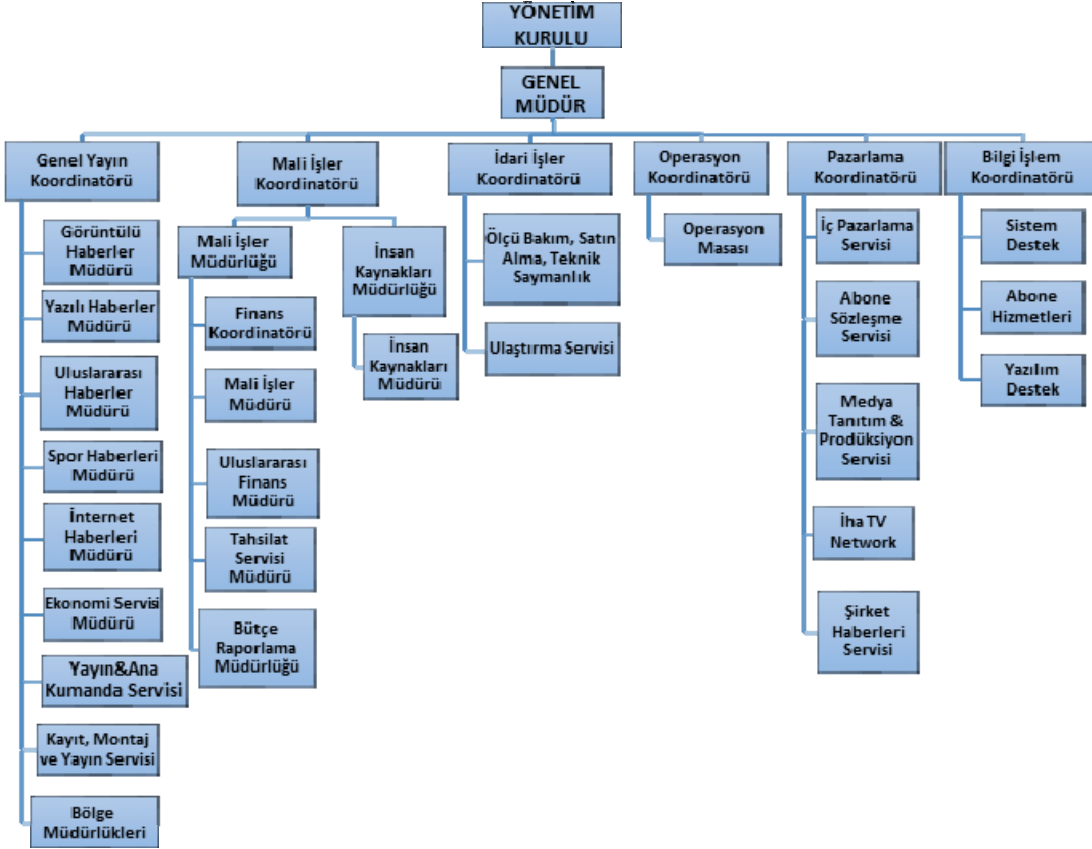 YÖNETİM
KURULU
GENEL
MÜDÜR
Genel Yayın
Koordinatörü
Görüntülü
Haberler
Müdürü
Yazılı Haberler
Müdürü
Uluslararası
Haberler
Müdürü
Spor Haberleri
Müdürü
İnternet
Haberleri
Müdürü
Ekonomi Servisi
Müdürü
Yayın&Ana
Kumanda Servisi
Kayıt, Montaj
ve Yayın Servisi
Bölge
Müdürlükleri
Mali İşler
Koordinatörü
Mali İşler
Müdürlüğü
Finans
Koordinatörü
Mali İşler
Müdürü
Uluslararası
Finans
Müdürü
Tahsilat
Servisi
Müdürü
Bütçe
Raporlama
Müdürlüğü
İnsan
Kaynakları
Müdürlüğü
İnsan
Kaynakları
Müdürü
İdari İşler
Koordinatörü
Ölçü Bakım, Satın
Alma, Teknik
Saymanlık
Ulaştırma Servisi
Operasyon
Koordinatörü
Operasyon
Masası
Pazarlama
Koordinatörü
İç Pazarlama
Servisi
Abone
Sözleşme
Servisi
Medya
Tanıtım &
Prodüksiyon
Servisi
İha TV
Network
Şirket
Haberleri
Servisi
Bilgi İşlem
Koordinatörü
Sistem
Destek
Abone
Hizmetleri
Yazılım
Destek